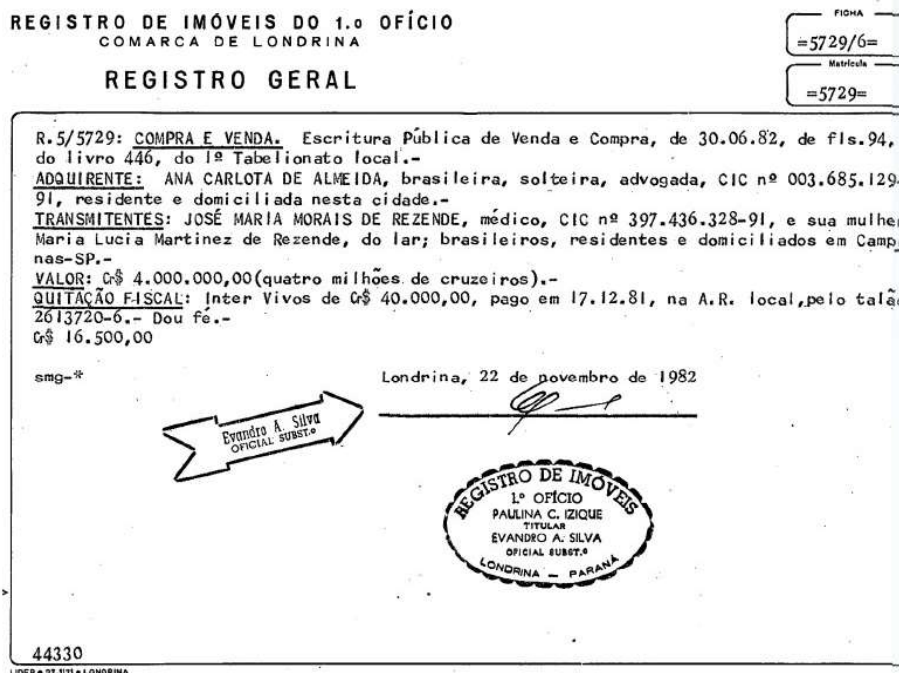 REGISTRO DE IMÓVEIS DO 1.o OFÍCIO
COMARCA DE LONDRINA
REGISTRO GERAL
FICHA
=5729/6=
Matrícula
=5729=
R.5/5729: COMPRA E VENDA. Escritura Pública de Venda e Compra, de 30.06.82, de fls.94,
do livro 446, do 1º Tabelionato local.-
ADQUIRENTE: ANA CARLOTA DE ALMEIDA, brasileira, solteira, advogada, CIC nº 003.685.129-
91, residente e domiciliada nesta cidade.-
TRANSMITENTES: JOSÉ MARIA MORAIS DE REZENDE, médico, CIC nº 397.436.328-91, e sua mulhe
Maria Lucia Martinez de Rezende, do lar; brasileiros, residentes e domiciliados em Camp
nas-SP.-
VALOR: Cr$ 4.000.000,00(quatro milhões de cruzeiros).-
QUITAÇÃO FISCAL: Inter Vivos de Cr$ 40.000,00, pago em 17.12.81, na A.R. local,pelo talã
2613720-6.- Dou fé.-
Cr$ 16.500,00
smg-*
Londrina, 22 de novembro de 1982
Evandro A. Silva
OFICIAL SUBST.º
REGISTRO DE IMÓVEIS
1.º OFÍCIO
PAULINA C. IZIQUE
TITULAR
EVANDRO A. SILVA
OFICIAL SUBST.º
LONDRINA — PARANÁ
44330